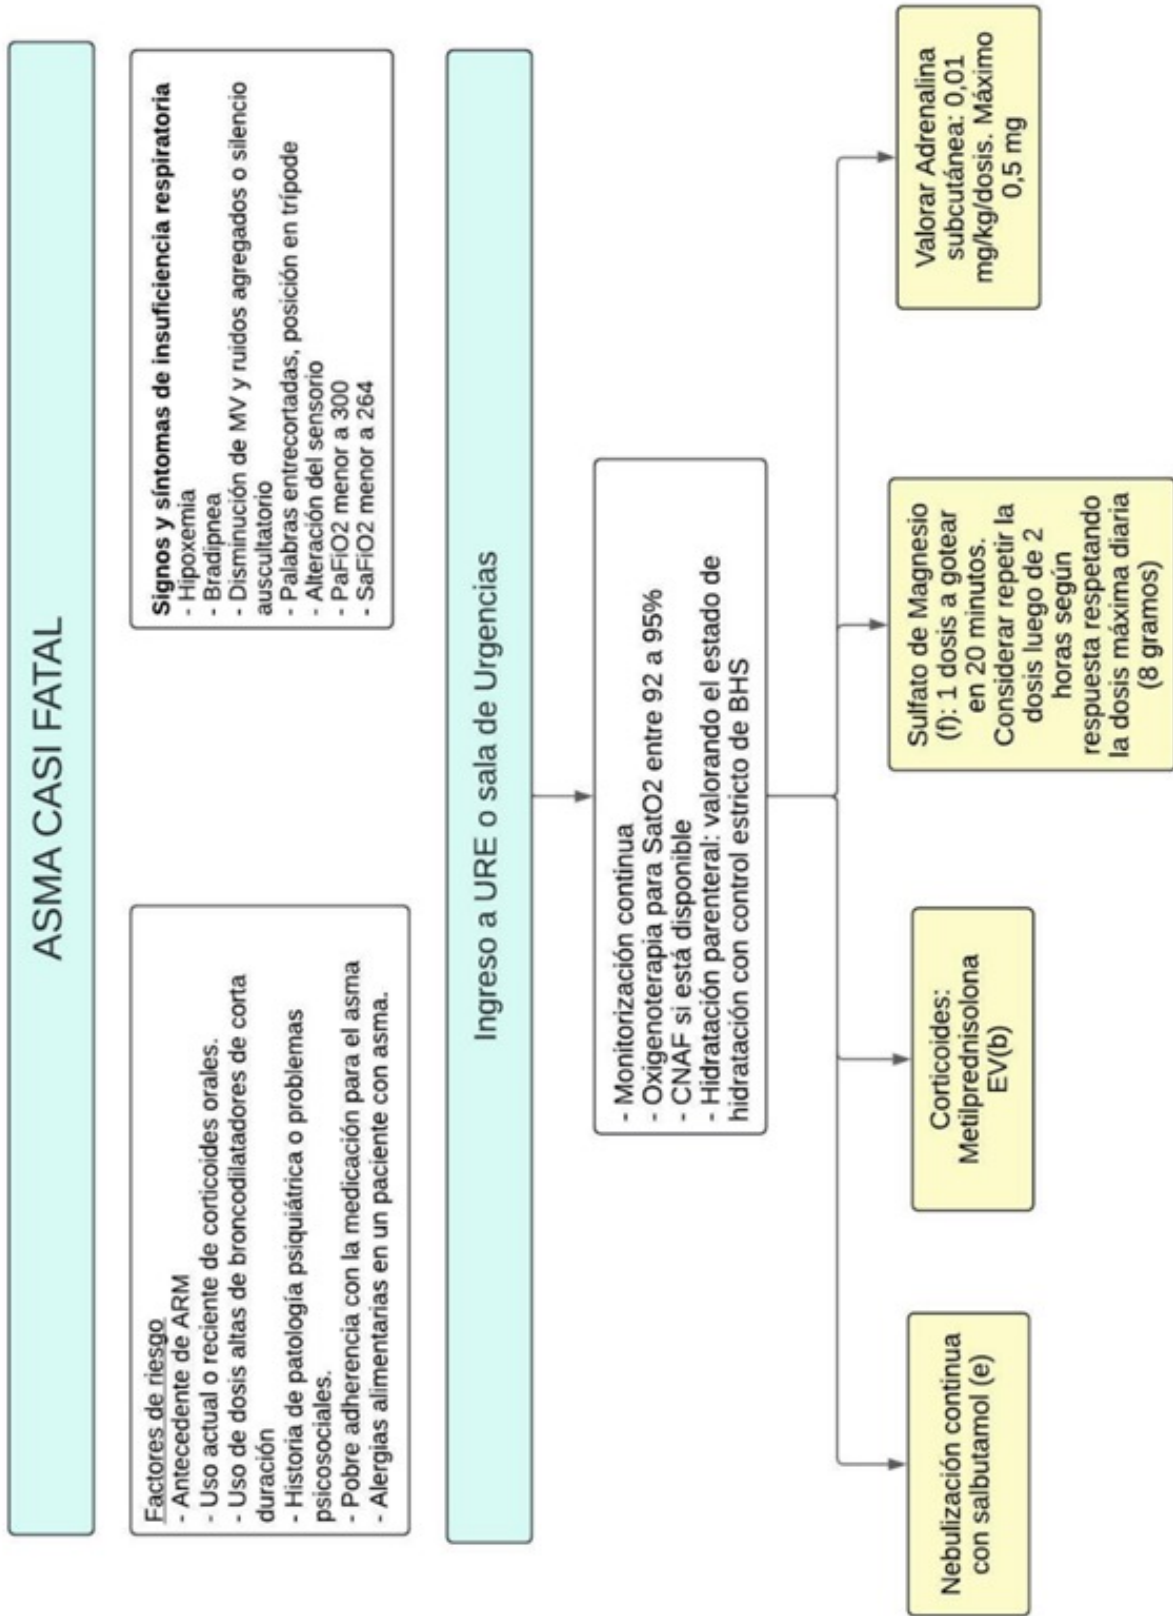 ASMA CASI FATAL
Factores de riesgo
- Antecedente de ARM
- Uso actual o reciente de corticoides orales.
- Uso de dosis altas de broncodilatadores de corta
duración
- Historia de patología psiquiátrica o problemas
psicosociales.
- Pobre adherencia con la medicación para el asma
- Alergias alimentarias en un paciente con asma.
Signos y síntomas de insuficiencia respiratoria
- Hipoxemia
- Bradipnea
- Disminución de MV y ruidos agregados o silencio
auscultatorio
- Palabras entrecortadas, posición en trípode
- Alteración del sensorio
- PaFiO2 menor a 300
- SaFiO2 menor a 264
Ingreso a URE o sala de Urgencias
- Monitorización continua
- Oxigenoterapia para SatO2 entre 92 a 95%
- CNAF si está disponible
- Hidratación parenteral: valorando el estado de
hidratación con control estricto de BHS
Nebulización continua
con salbutamol (e)
Corticoides:
Metilprednisolona
EV(b)
Sulfato de Magnesio
(f): 1 dosis a gotear
en 20 minutos.
Considerar repetir la
dosis luego de 2
horas según
respuesta respetando
la dosis máxima diaria
(8 gramos)
Valorar Adrenalina
subcutánea: 0,01
mg/kg/dosis. Máximo
0,5 mg